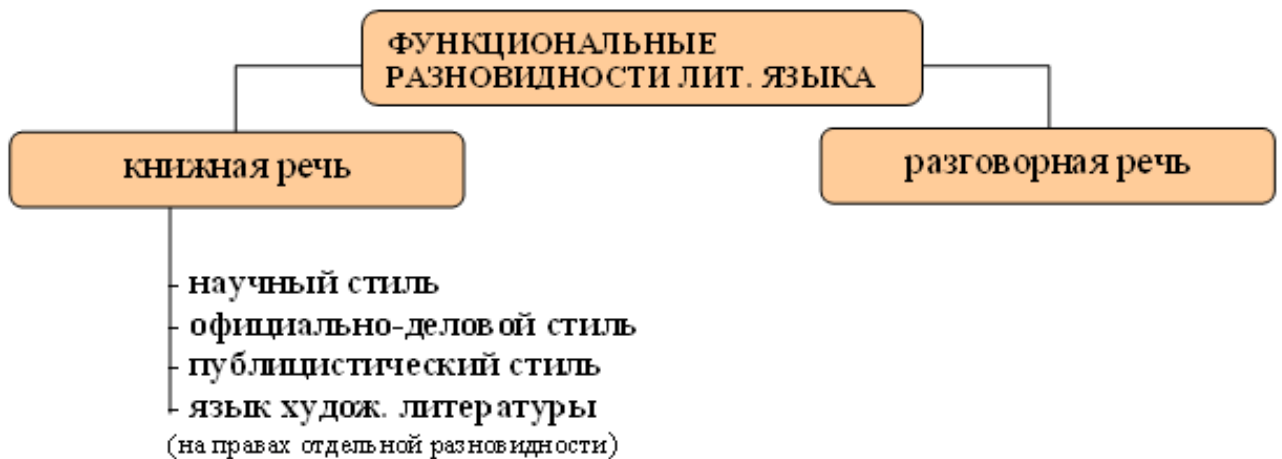 ФУНКЦИОНАЛЬНЫЕ
РАЗНОВИДНОСТИ ЛИТ. ЯЗЫКА
книжная речь
разговорная речь
- научный стиль
- официально-деловой стиль
- публицистический стиль
- язык худож. литературы
(на правах отдельной разновидности)